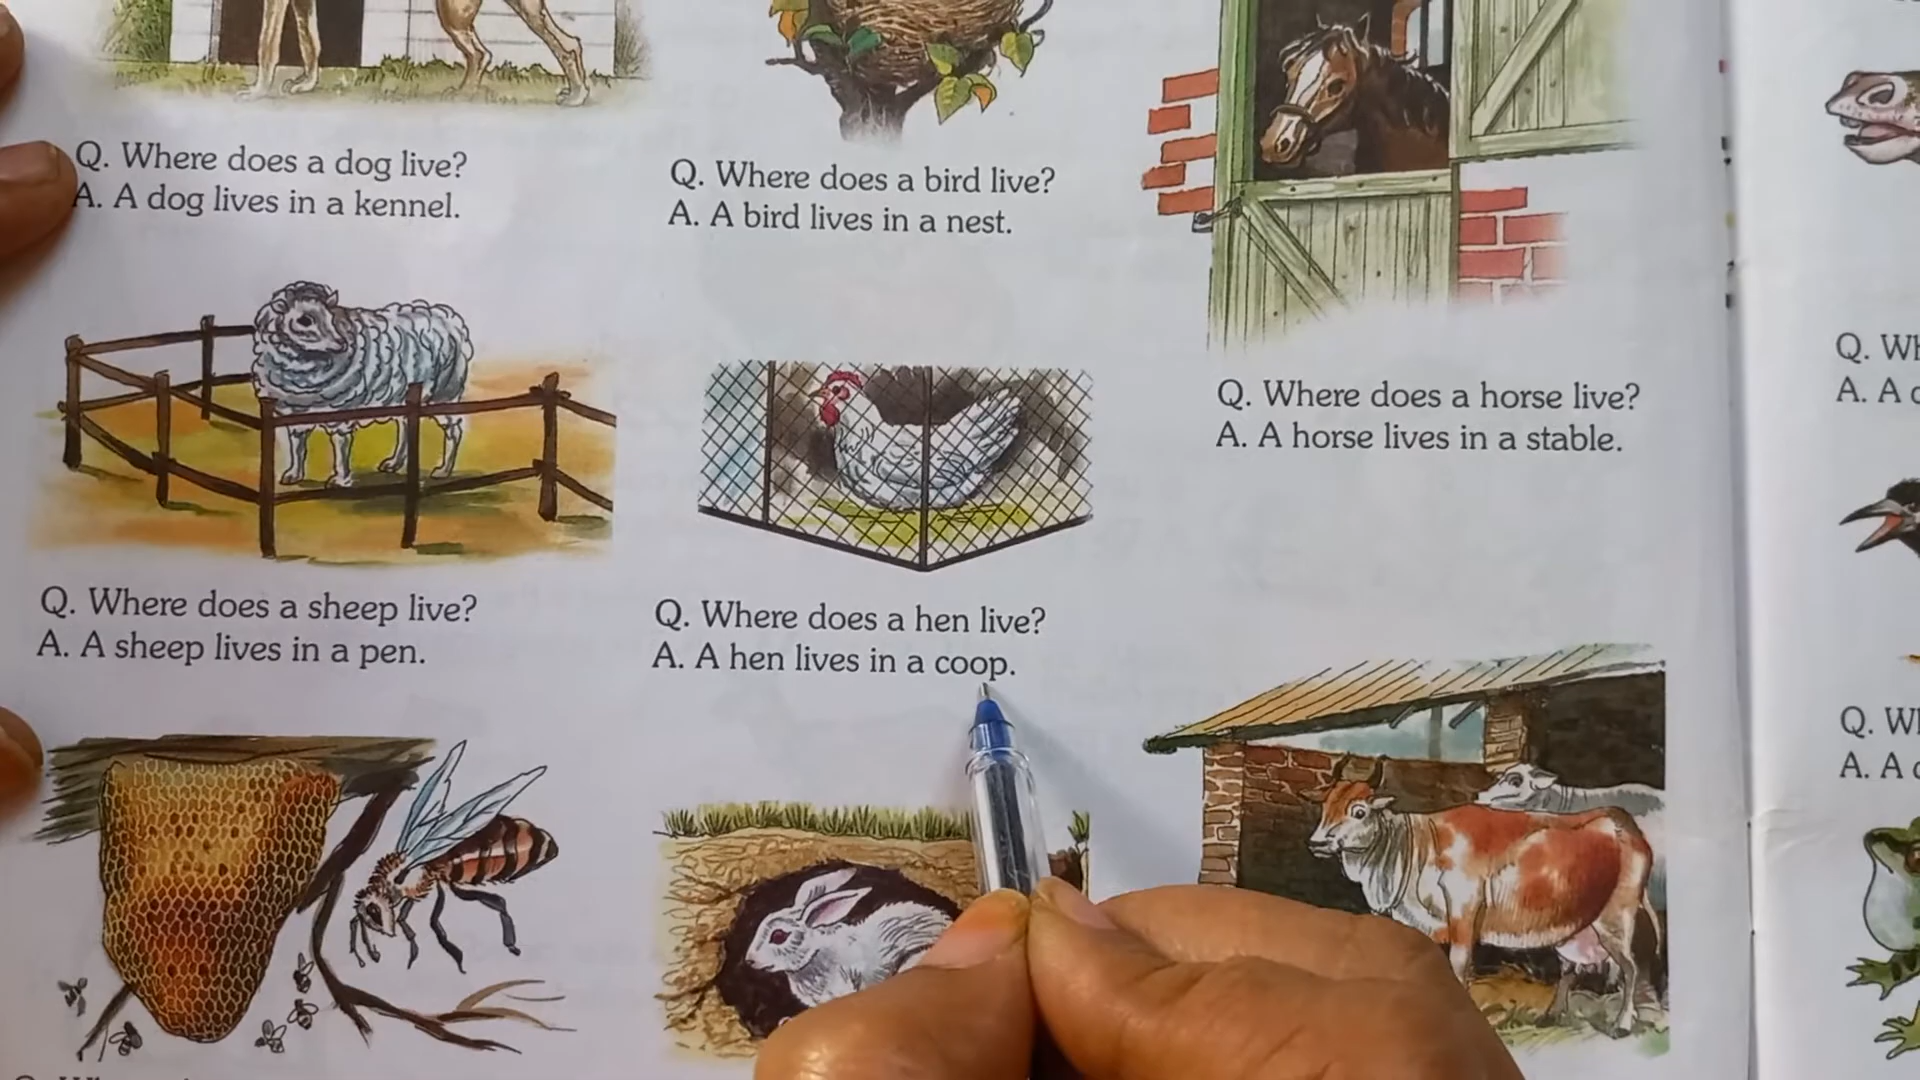 Q. Where does a dog live?
A. A dog lives in a kennel.
Q. Where does a bird live?
A. A bird lives in a nest.
Q. Where does a horse live?
A. A horse lives in a stable.
Q. Where does a sheep live?
A. A sheep lives in a pen.
Q. Where does a hen live?
A. A hen lives in a coop.
Q.
A. A
Q.
A. A